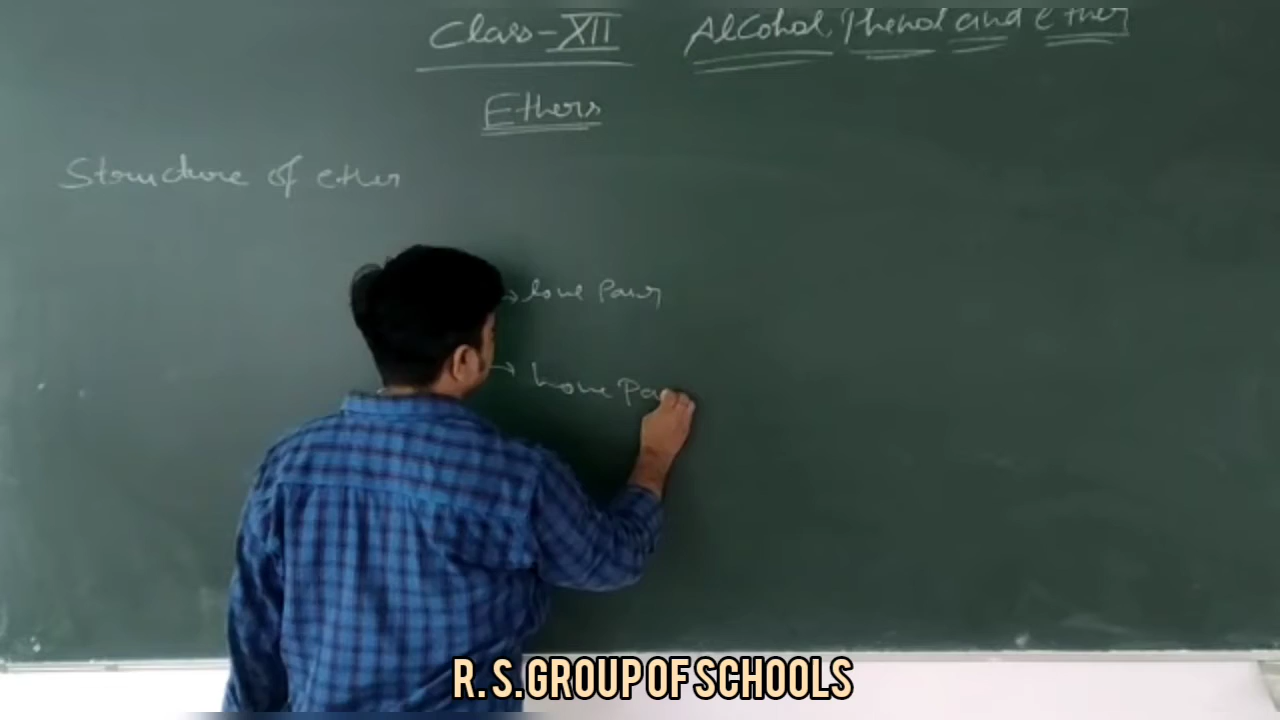 Class-XII Alcohol, Phenol and ether
Ethers
Structure of ether
→ lone Pair
→ Lone Pa
R. S. GROUP OF SCHOOLS